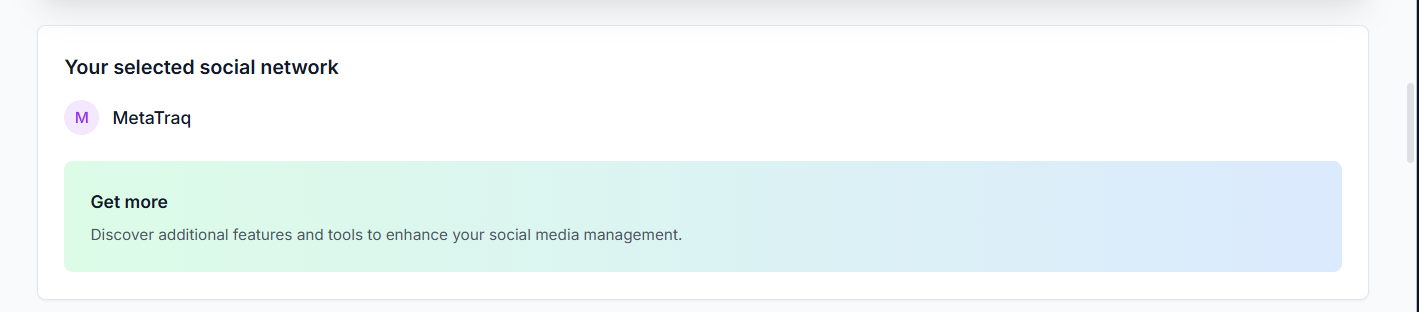 Your selected social network
M MetaTraq
Get more
Discover additional features and tools to enhance your social media management.